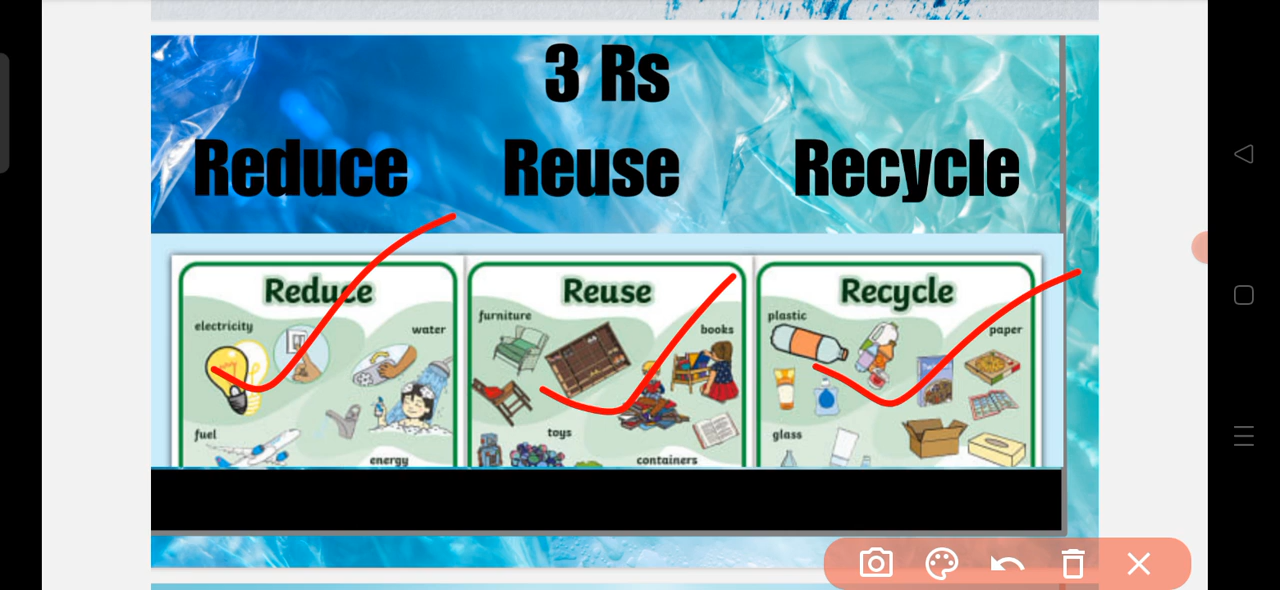 3 Rs
Reduce Reuse Recycle
Reduce Reuse Recycle
electricity water furniture books plastic paper
fuel energy toys containers glass